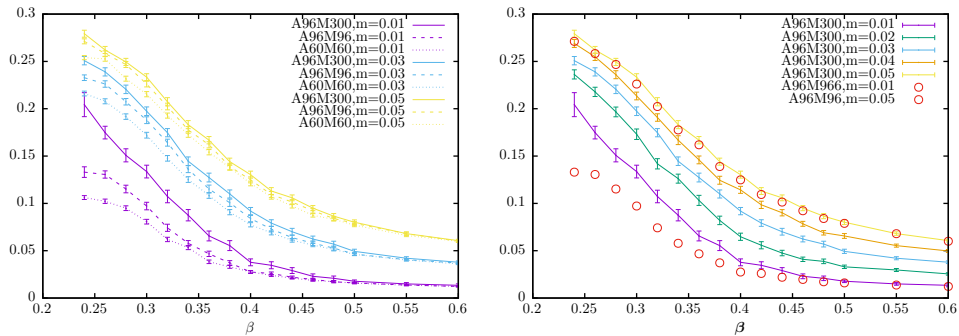 0.3
0.25
0.2
0.15
0.1
0.05
0
0.2
0.25
0.3
0.35
0.4
0.45
0.5
0.55
0.6
β
A96M300,m=0.01
A96M96,m=0.01
A60M60,m=0.01
A96M300,m=0.03
A96M96,m=0.03
A60M60,m=0.03
A96M300,m=0.05
A96M96,m=0.05
A60M60,m=0.05
0.3
0.25
0.2
0.15
0.1
0.05
0
0.2
0.25
0.3
0.35
0.4
0.45
0.5
0.55
0.6
β
A96M300,m=0.01
A96M300,m=0.02
A96M300,m=0.03
A96M300,m=0.04
A96M300,m=0.05
A96M966,m=0.01
A96M96,m=0.05